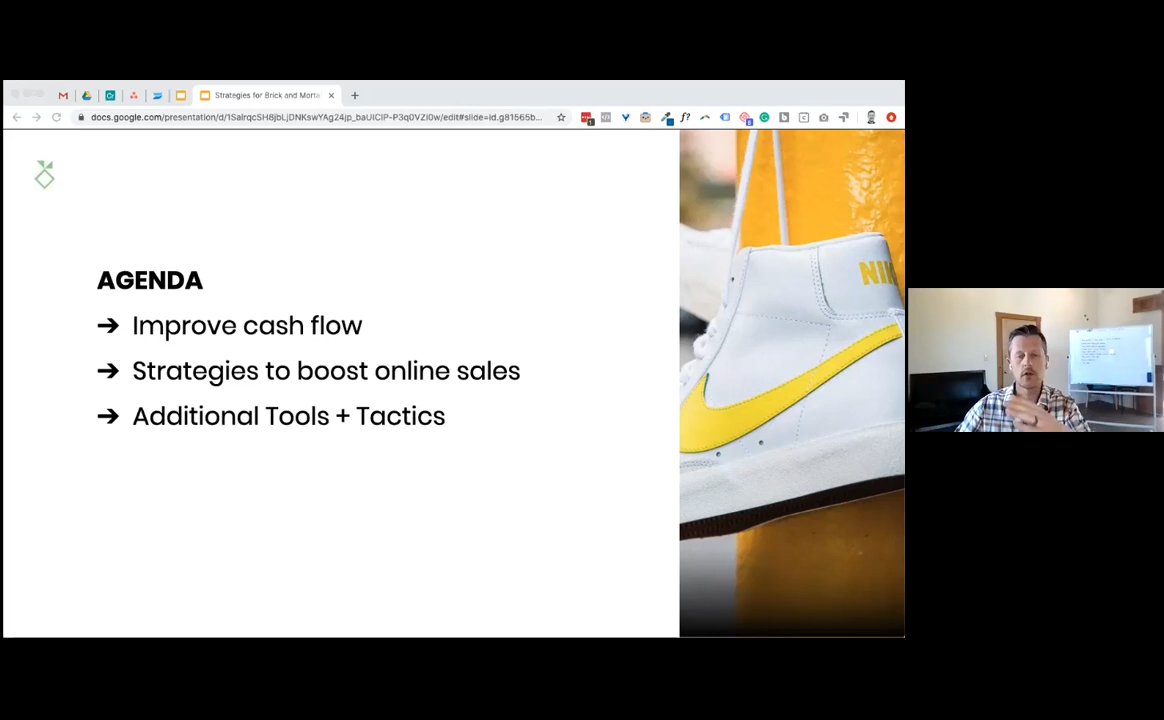 Strategies for Brick and Morta
docs.google.com/presentation/d/1SalrqcSH8jbLjDNKswYAg24jp_baUICIP-P3q0VZi0w/edit#slide=id.g81565b...
AGENDA
→ Improve cash flow
→ Strategies to boost online sales
→ Additional Tools + Tactics
NIK